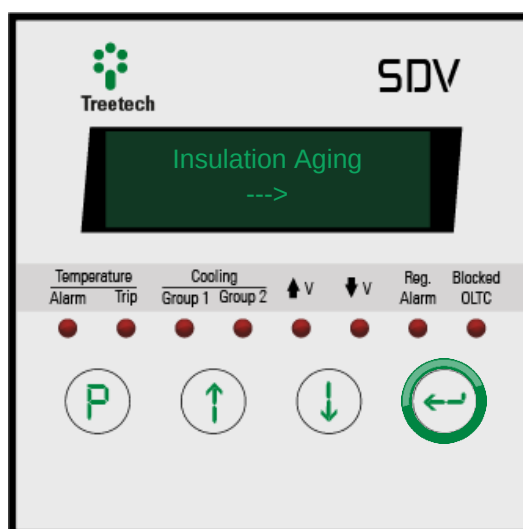 Treetech
SDV
Insulation Aging
--->
Temperature
Alarm Trip
Cooling
Group 1 Group 2
V
V
Reg.
Alarm
Blocked
OLTC
P